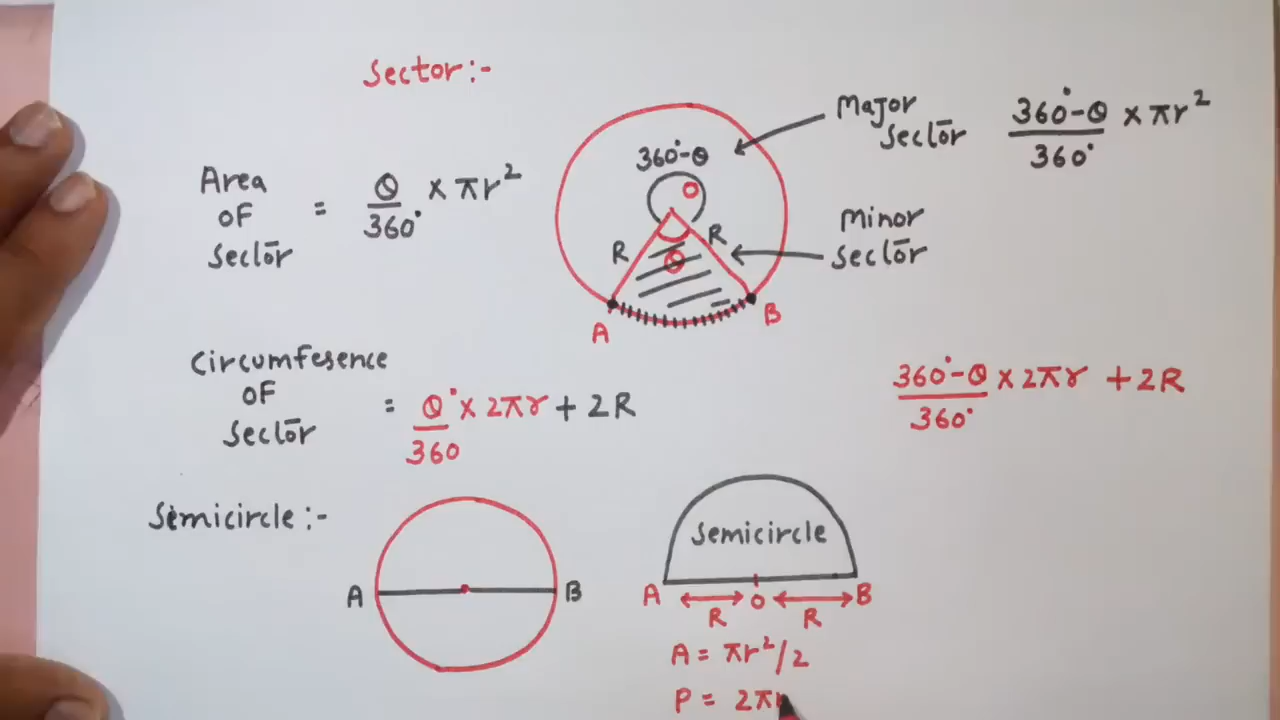 Sector:-
Major
Sector
360°-θ
360°
× πr²
360°-θ
O
Area
OF
Sector
=
θ
360°
× πr²
Minor
Sector
R
R
θ
A
B
Circumference
OF
Sector
=
θ°
360
× 2πr + 2R
360°-θ
360°
× 2πr + 2R
Semicircle:-
Semicircle
A
B
A
O
B
R
R
A = πr²/2
P = 2π